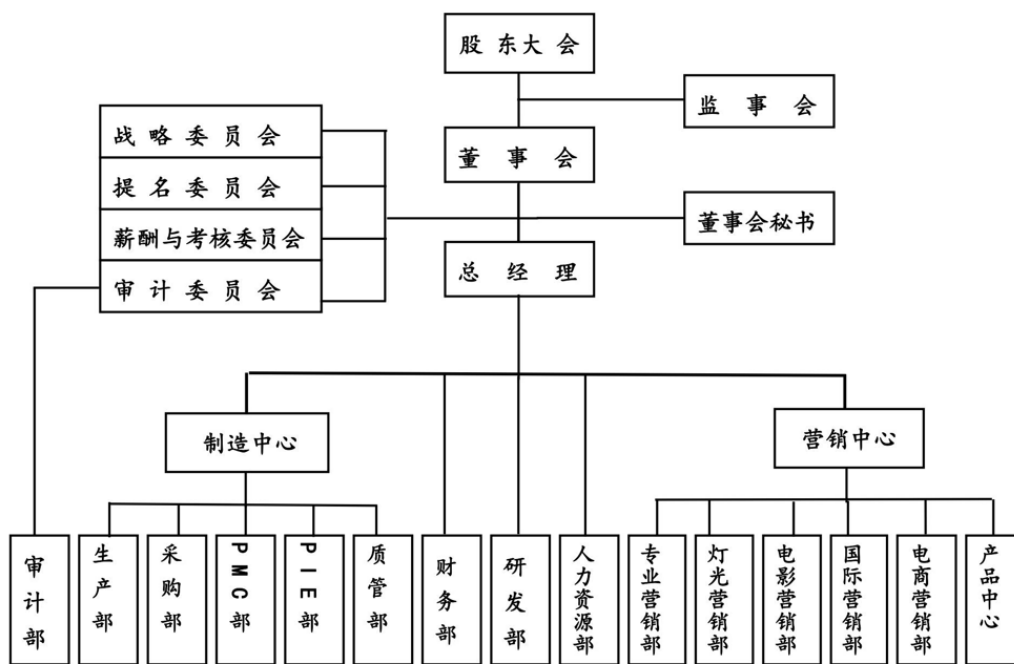 股东大会
监事会
战略委员会
董事会
提名委员会
董事会秘书
薪酬与考核委员会
总经理
审计委员会
制造中心
营销中心
审计部
生产部
采购部
PMC部
PIE部
质管部
财务部
研发部
人力资源部
专业营销部
灯光营销部
电影营销部
国际营销部
电商营销部
产品中心